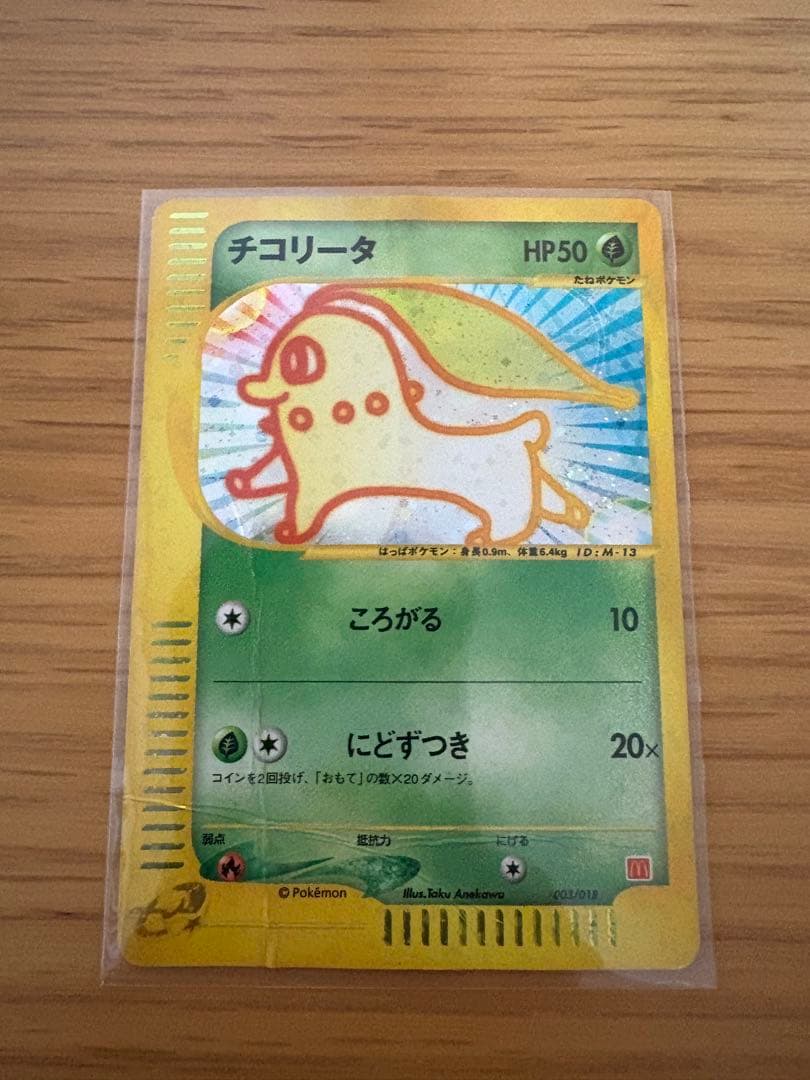 チコリータ HP50
たねポケモン
はっぱポケモン：身長0.9m、体重6.4kg ID:M-13
ころがる 10
にどずつき 20×
コインを2回投げ、「おもて」の数×20ダメージ。
弱点 抵抗力 にげる
©Pokémon Illus.Taku Anekawa 003/018